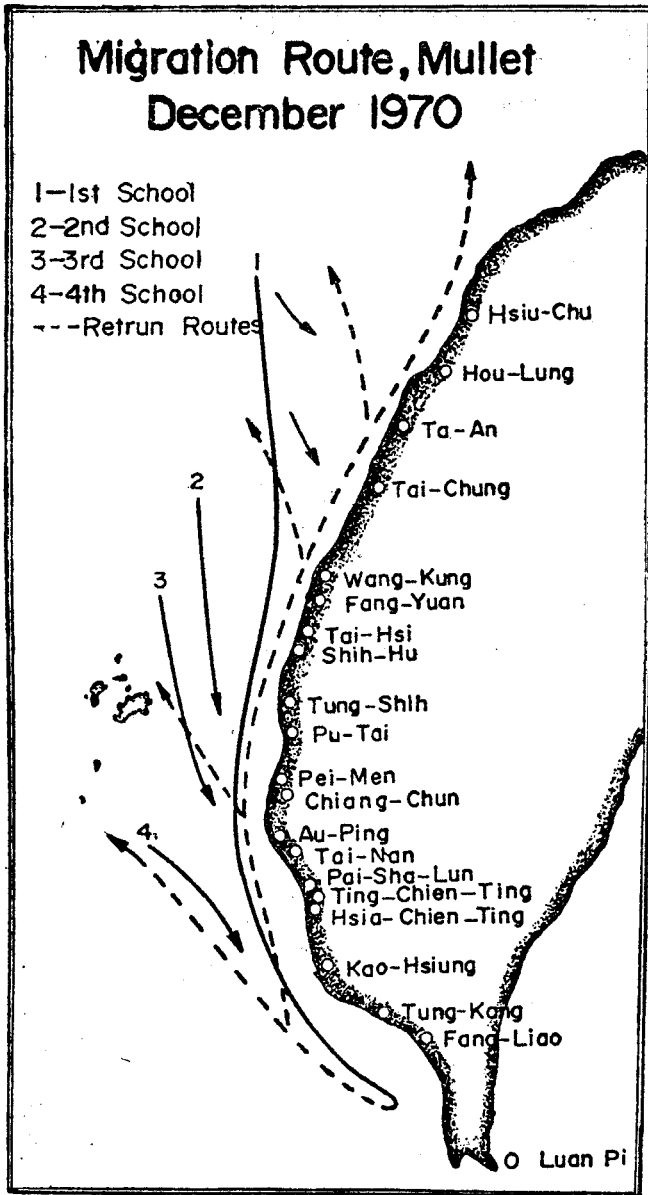 Migration Route, Mullet
December 1970
1-1st School
2-2nd School
3-3rd School
4-4th School
---Retrun Routes
1
Hsiu-Chu
Hou-Lung
Ta-An
2
Tai-Chung
3
Wang-Kung
Fang-Yuan
Tai-Hsi
Shih-Hu
Tung-Shih
Pu-Tai
Pei-Men
Chiang-Chun
4
Au-Ping
Tai-Nan
Pai-Sha-Lun
Ting-Chien-Ting
Hsia-Chien-Ting
Kao-Hsiung
Tung-Kang
Fang-Liao
O Luan Pi